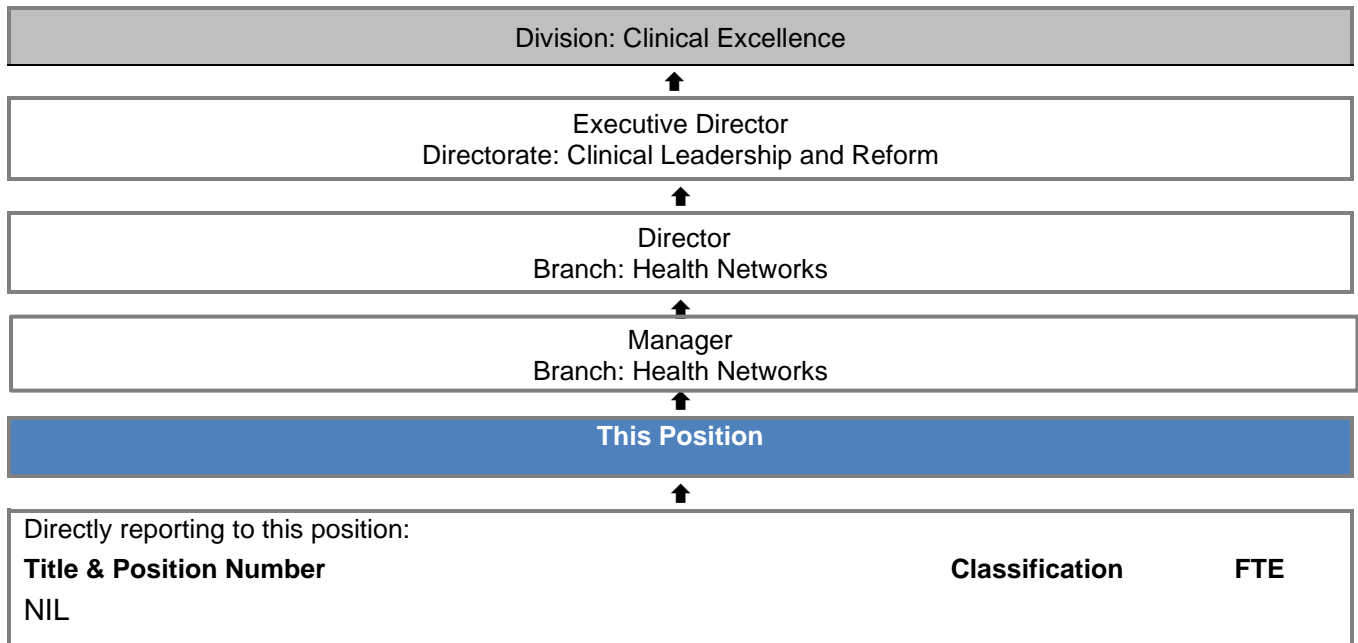 Division: Clinical Excellence
Executive Director
Directorate: Clinical Leadership and Reform
Director
Branch: Health Networks
Manager
Branch: Health Networks
This Position
Directly reporting to this position:
Title & Position Number Classification FTE
NIL